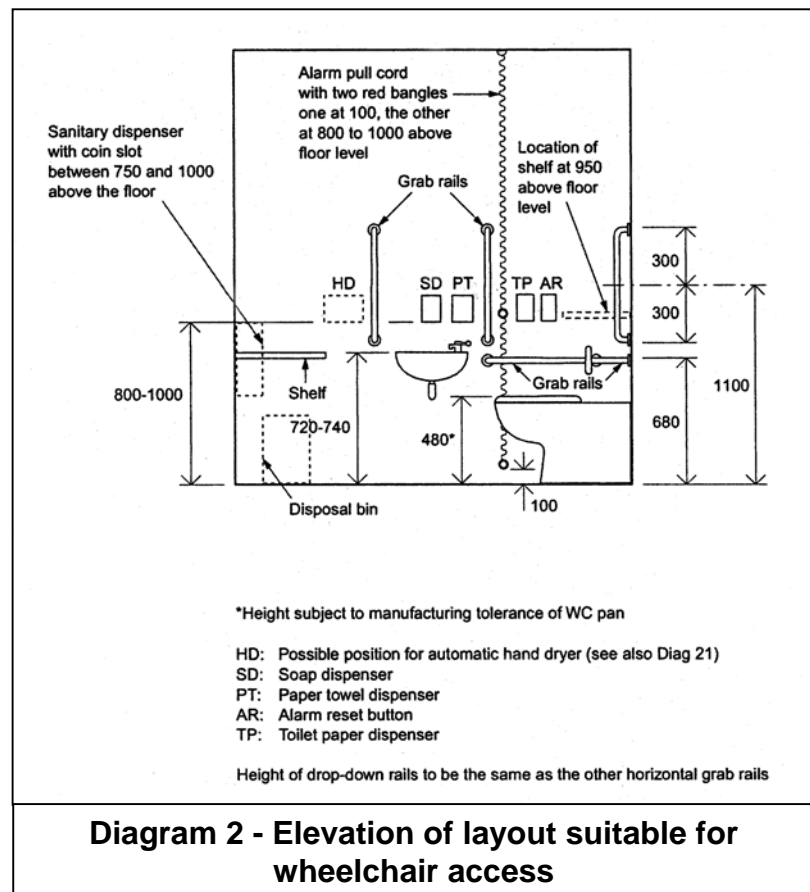 Alarm pull cord
with two red bangles
one at 100, the other
at 800 to 1000 above
floor level
Sanitary dispenser
with coin slot
between 750 and 1000
above the floor
Location of
shelf at 950
above floor
level
Grab rails
300
HD
SD
PT
TP
AR
300
Shelf
Grab rails
800-1000
720-740
480*
680
1100
Disposal bin
100
*Height subject to manufacturing tolerance of WC pan
HD: Possible position for automatic hand dryer (see also Diag 21)
SD: Soap dispenser
PT: Paper towel dispenser
AR: Alarm reset button
TP: Toilet paper dispenser
Height of drop-down rails to be the same as the other horizontal grab rails
Diagram 2 - Elevation of layout suitable for
wheelchair access